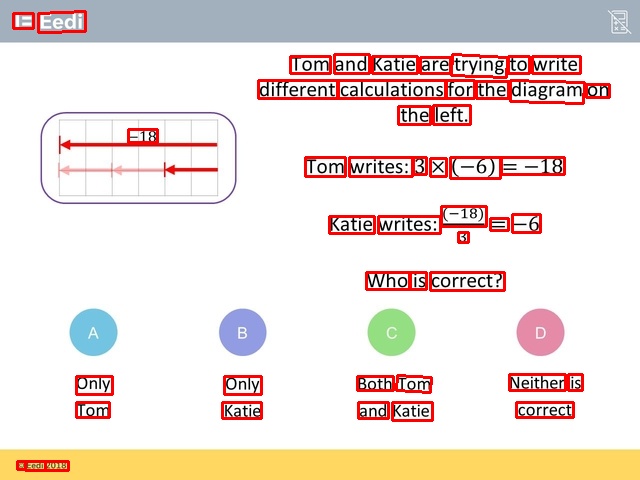 Eedi
Tom and Katie are trying to write
different calculations for the diagram on
the left.
−18
Tom writes: 3 × (−6) = −18
Katie writes: (−18)/3 = −6
Who is correct?
A
B
C
D
Only Tom
Only Katie
Both Tom and Katie
Neither is correct
© Eedi 2018